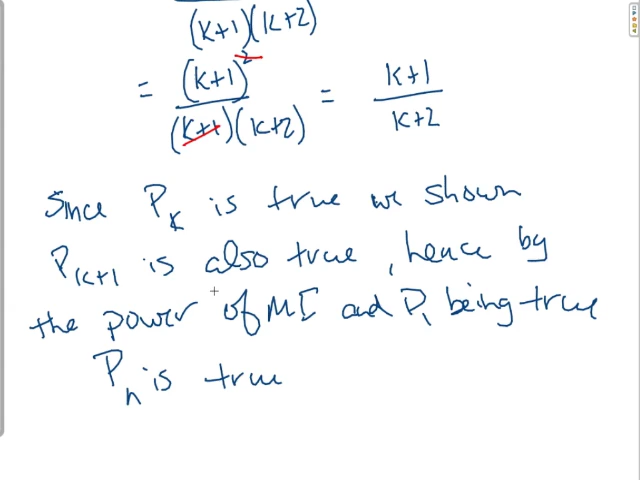 (k+1)(k+2)
= (k+1)^2 / (k+1)(k+2) = k+1 / k+2
Since P_k is true we shown
P_k+1 is also true, hence by
the power of MI and P_1 being true
P_n is true